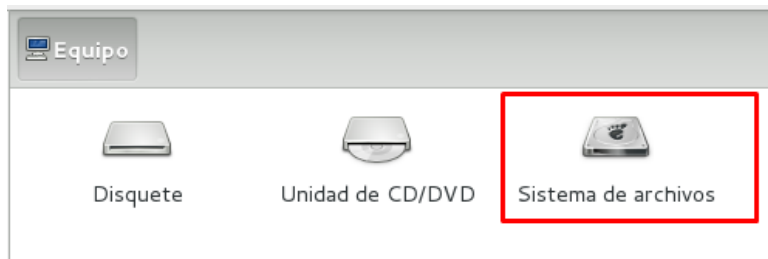 Equipo
Disquete
Unidad de CD/DVD
Sistema de archivos